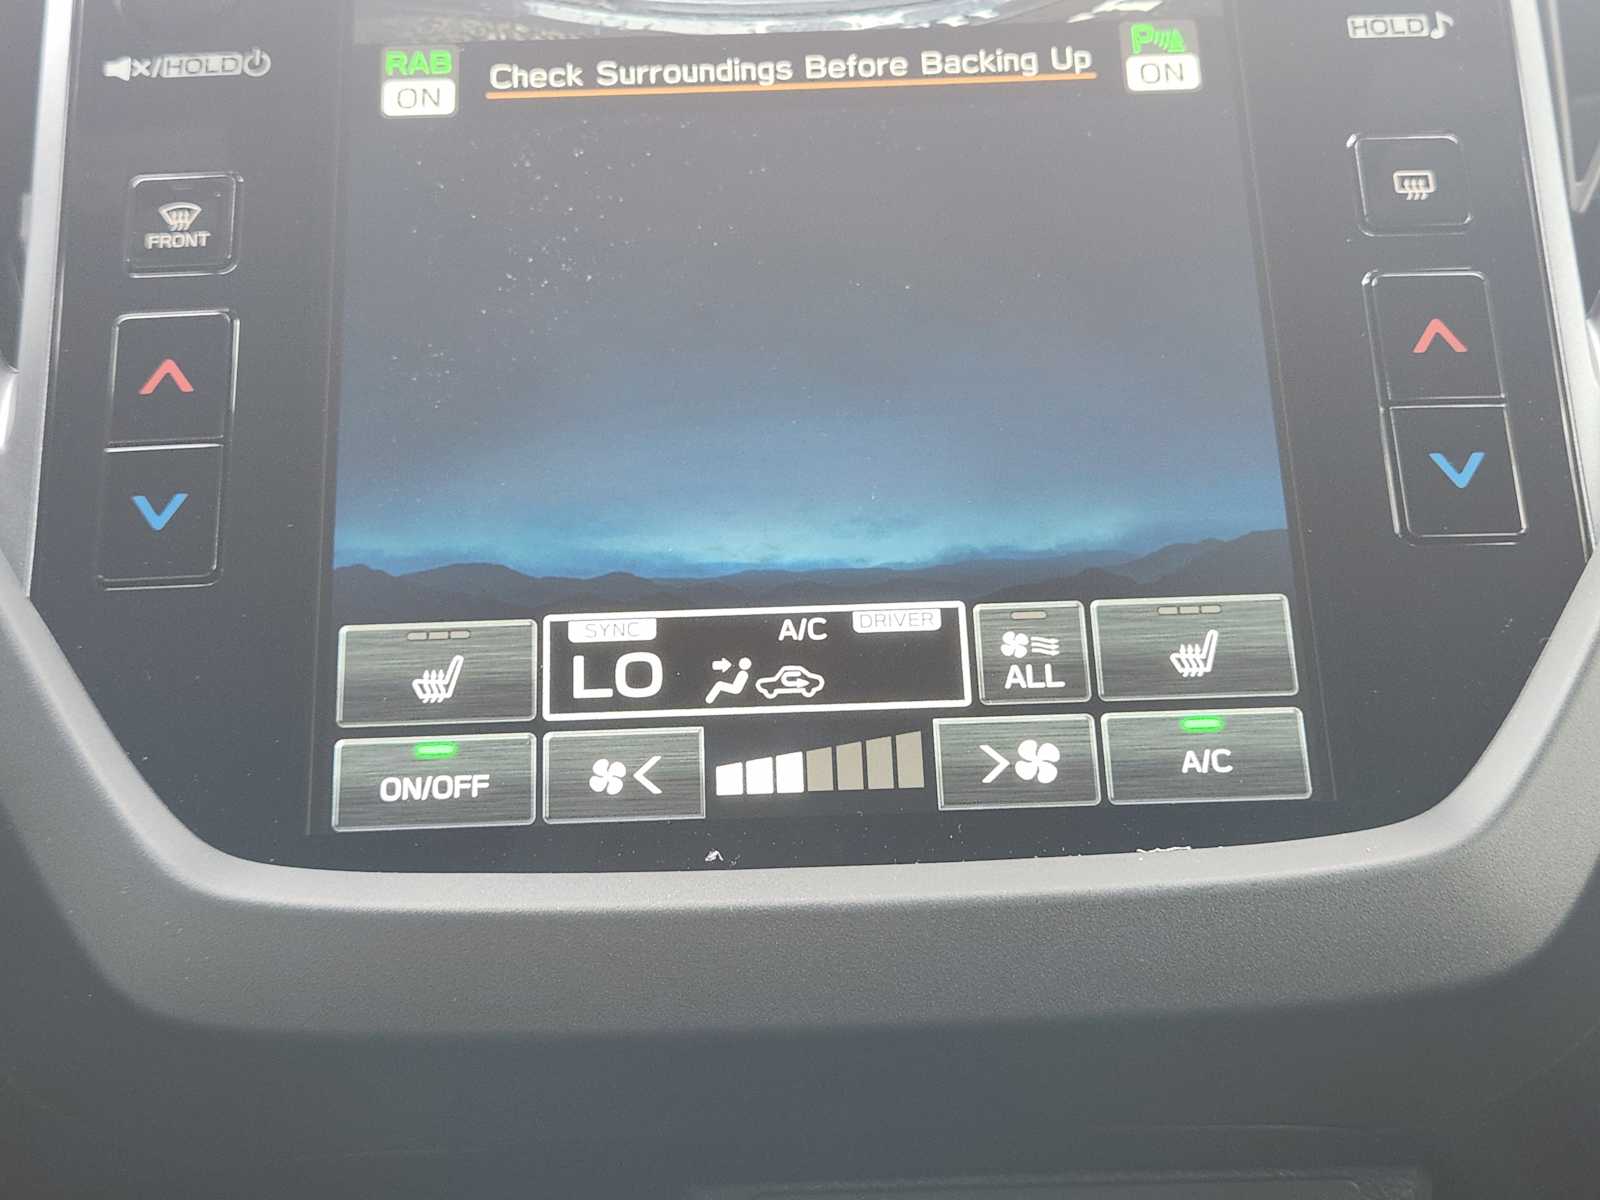 HOLD
HOLD
RAB
ON
Check Surroundings Before Backing Up
P
ON
FRONT
SYNC
A/C
DRIVER
LO
ALL
ON/OFF
A/C